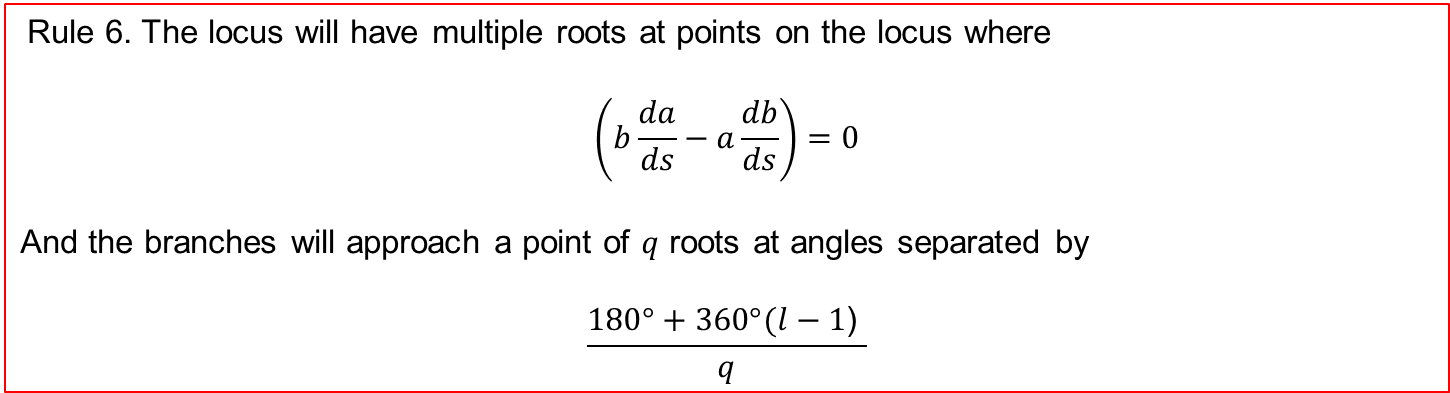 Rule 6. The locus will have multiple roots at points on the locus where
(b da/ds − a db/ds) = 0
And the branches will approach a point of q roots at angles separated by
180° + 360°(l − 1)
q